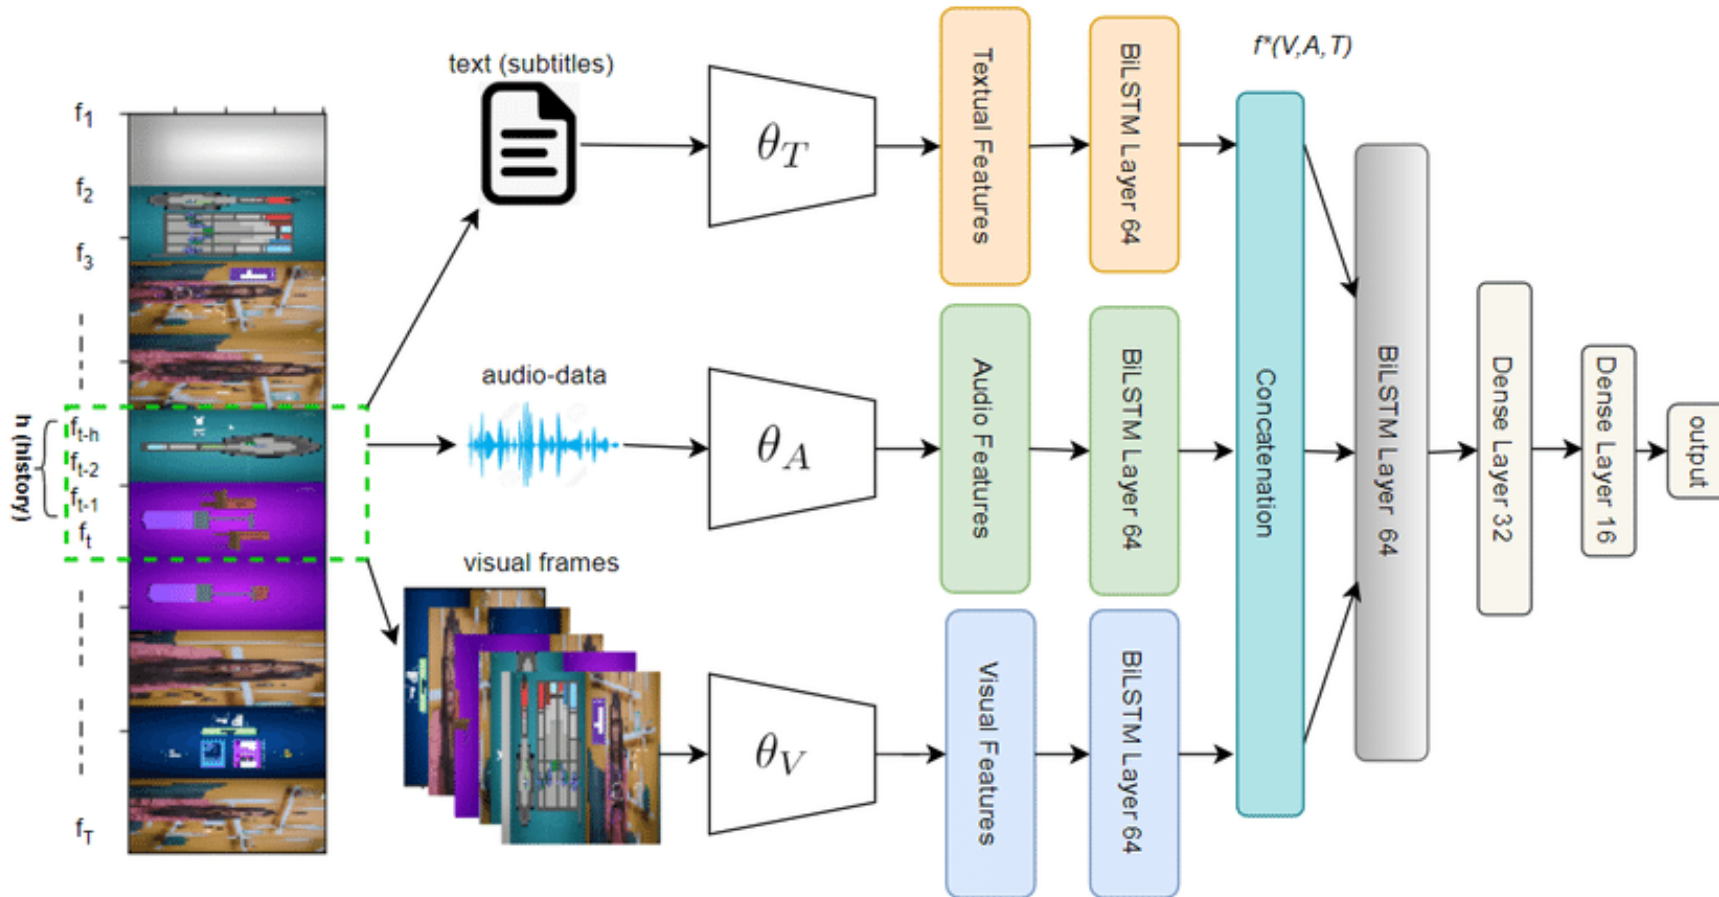 f1
f2
f3
h (history)
ft-h
ft-2
ft-1
ft
fT
text (subtitles)
audio-data
visual frames
θT
θA
θV
Textual Features
BiLSTM Layer 64
Audio Features
BiLSTM Layer 64
Visual Features
BiLSTM Layer 64
f*(V,A,T)
Concatenation
BiLSTM Layer 64
Dense Layer 32
Dense Layer 16
output